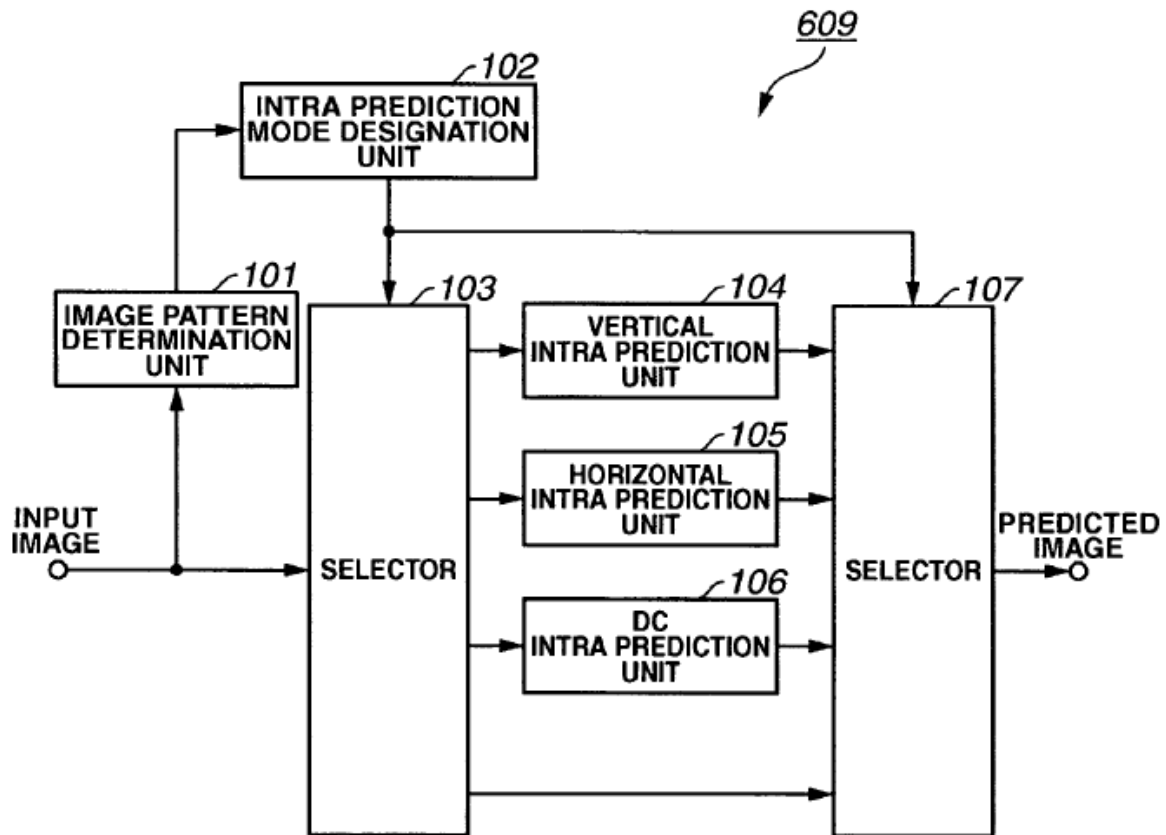 609
102
INTRA PREDICTION
MODE DESIGNATION
UNIT
101
IMAGE PATTERN
DETERMINATION
UNIT
103
SELECTOR
104
VERTICAL
INTRA PREDICTION
UNIT
105
HORIZONTAL
INTRA PREDICTION
UNIT
106
DC
INTRA PREDICTION
UNIT
107
SELECTOR
INPUT
IMAGE
PREDICTED
IMAGE